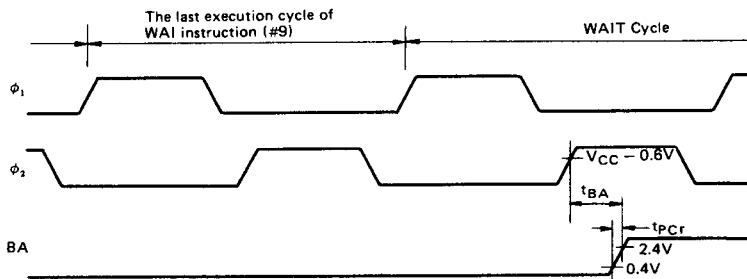 The last execution cycle of
WAI instruction (#9)
WAIT Cycle
ϕ₁
ϕ₂
VCC – 0.6V
tBA
tPCr
BA
2.4V
0.4V